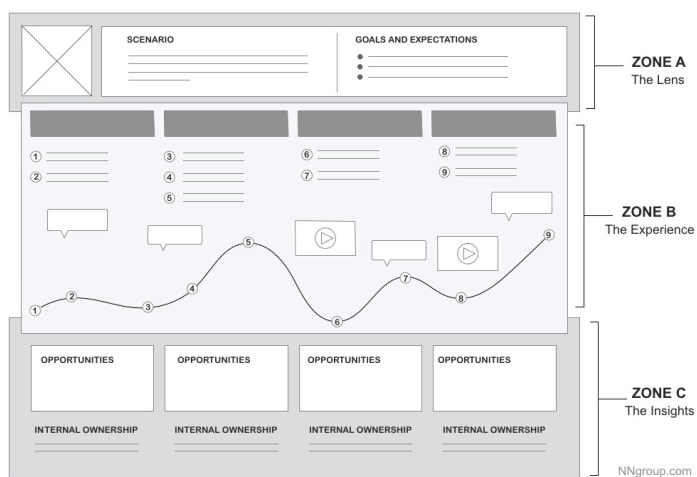 SCENARIO
GOALS AND EXPECTATIONS
ZONE A
The Lens
1
2
3
4
5
6
7
8
9
ZONE B
The Experience
1
2
3
4
5
6
7
8
9
OPPORTUNITIES
OPPORTUNITIES
OPPORTUNITIES
OPPORTUNITIES
ZONE C
The Insights
INTERNAL OWNERSHIP
INTERNAL OWNERSHIP
INTERNAL OWNERSHIP
INTERNAL OWNERSHIP
NNgroup.com